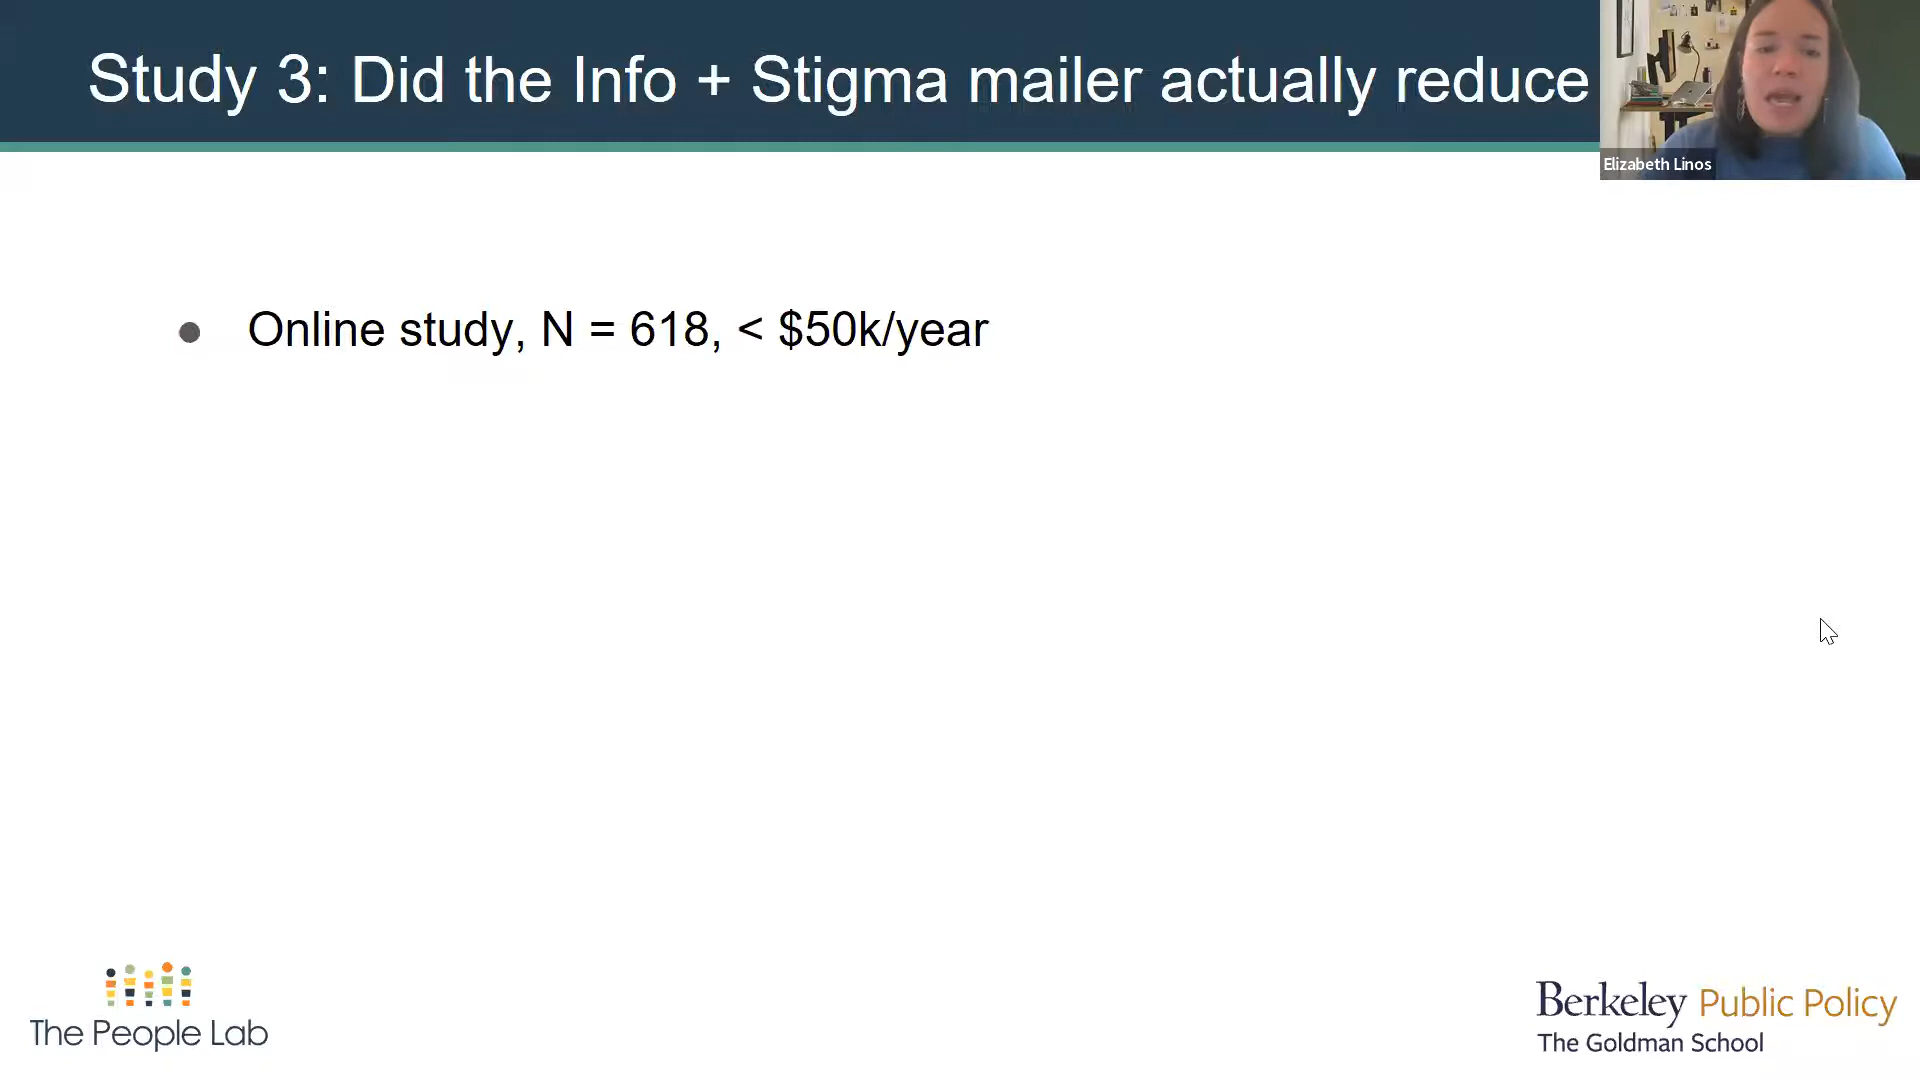 Study 3: Did the Info + Stigma mailer actually reduce
Elizabeth Linos
● Online study, N = 618, < $50k/year
The People Lab
Berkeley Public Policy
The Goldman School